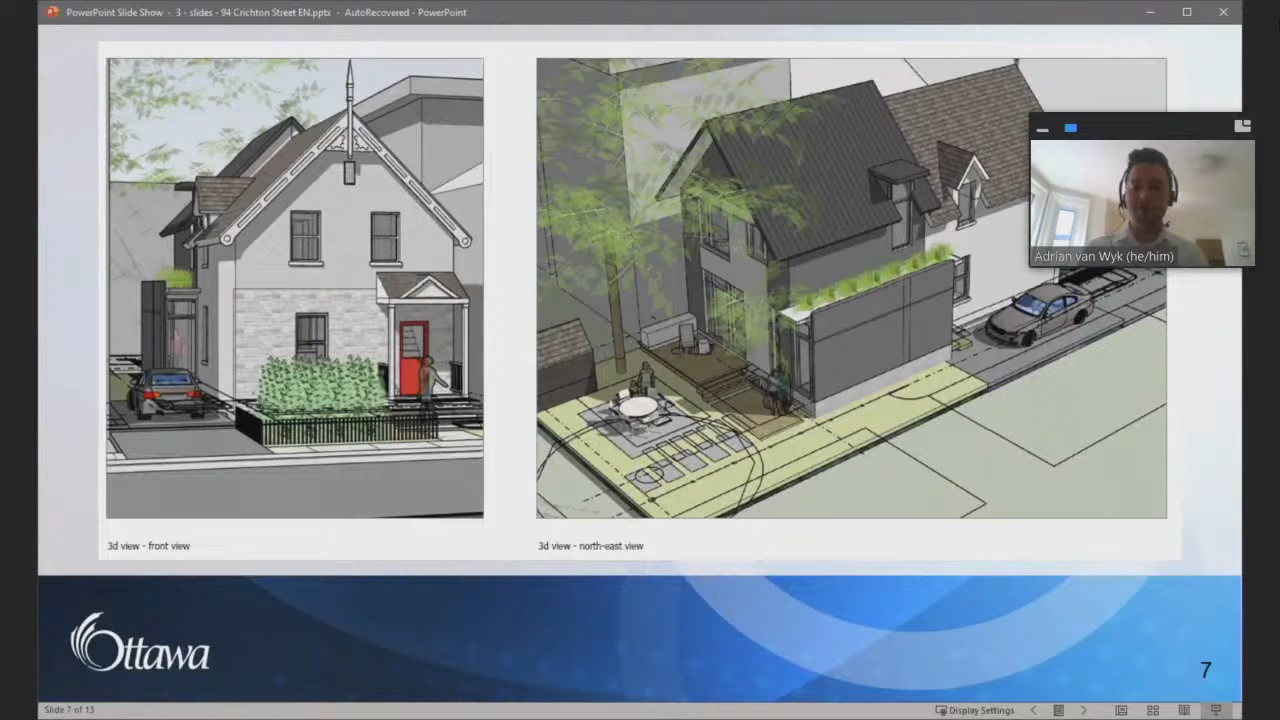 PowerPoint Slide Show - 3 - slides - 94 Crichton Street EN.pptx - AutoRecovered - PowerPoint
Adrian van Wyk (he/him)
3d view - front view
3d view - north-east view
Ottawa
7
Slide 7 of 13
Display Settings